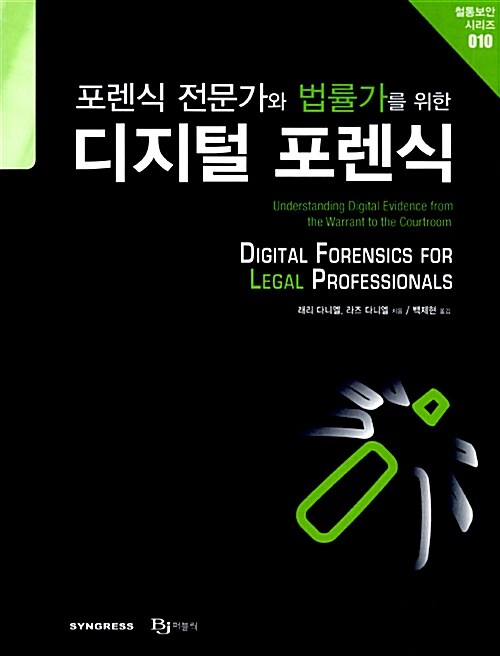 철통보안
시리즈
010
포렌식 전문가와 법률가를 위한
디지털 포렌식
Understanding Digital Evidence from
the Warrant to the Courtroom
DIGITAL FORENSICS FOR
LEGAL PROFESSIONALS
래리 다니엘, 라즈 다니엘 지음 / 백제현 옮김
SYNGRESS BJ퍼블릭